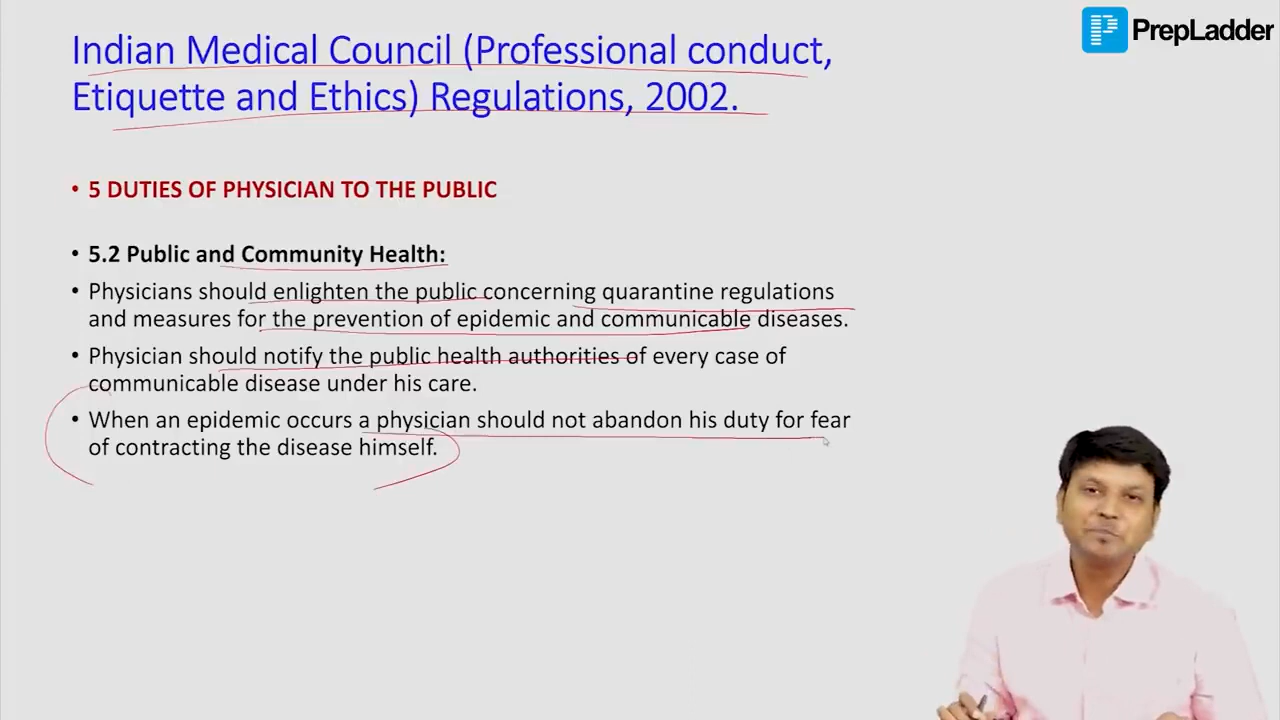 PrepLadder
Indian Medical Council (Professional conduct,
Etiquette and Ethics) Regulations, 2002.
• 5 DUTIES OF PHYSICIAN TO THE PUBLIC
• 5.2 Public and Community Health:
• Physicians should enlighten the public concerning quarantine regulations
and measures for the prevention of epidemic and communicable diseases.
• Physician should notify the public health authorities of every case of
communicable disease under his care.
• When an epidemic occurs a physician should not abandon his duty for fear
of contracting the disease himself.